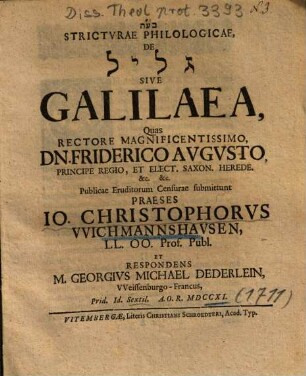 Diss. Theol. prot. 3393
בעה
STRICTVRAE PHILOLOGICAE,
DE
גליל
SIVE
GALILAEA,
Quas
RECTORE MAGNIFICENTISSIMO,
DN. FRIDERICO AVGVSTO,
PRINCIPE REGIO, ET ELECT. SAXON. HEREDE.
&c. &c.
Publicae Eruditorum Censurae submittunt
PRAESES
IO. CHRISTOPHORVS
VVICHMANNSHAVSEN,
LL. OO. Prof. Publ.
ET
RESPONDENS
M. GEORGIVS MICHAEL DEDERLEIN,
VVeissenburgo-Francus,
Prid. Id. Sextil. A. O. R. MDCCXI. (1711)
VITEMBERGÆ, Literis CHRISTIANI SCHROEDTERI, Acad. Typ.